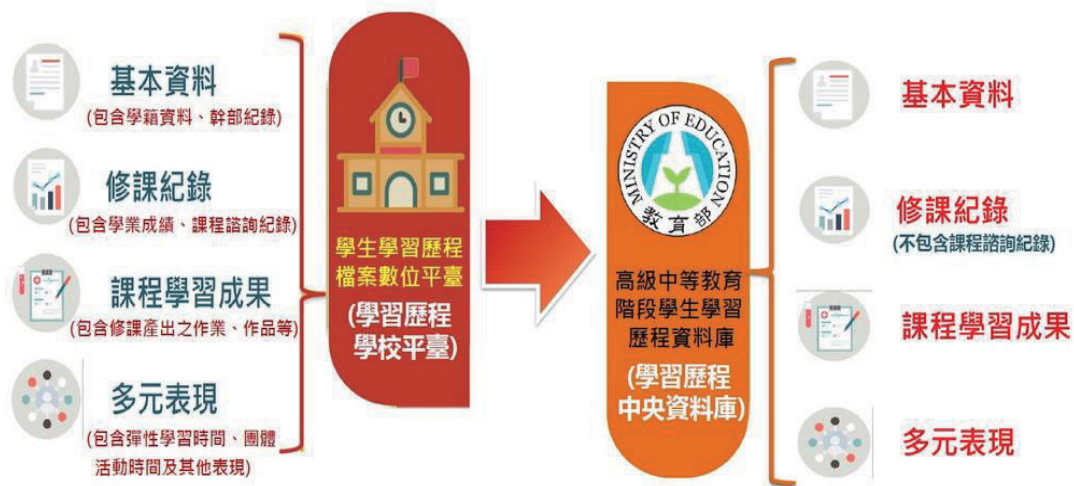 基本資料
(包含學籍資料、幹部紀錄)
修課紀錄
(包含學業成績、課程諮詢紀錄)
課程學習成果
(包含修課產出之作業、作品等)
多元表現
(包含彈性學習時間、團體
活動時間及其他表現)
學生學習歷程
檔案數位平臺
(學習歷程
學校平臺)
MINISTRY OF EDUCATION
教育部
高級中等教育
階段學生學習
歷程資料庫
(學習歷程
中央資料庫)
基本資料
修課紀錄
(不包含課程諮詢紀錄)
課程學習成果
多元表現